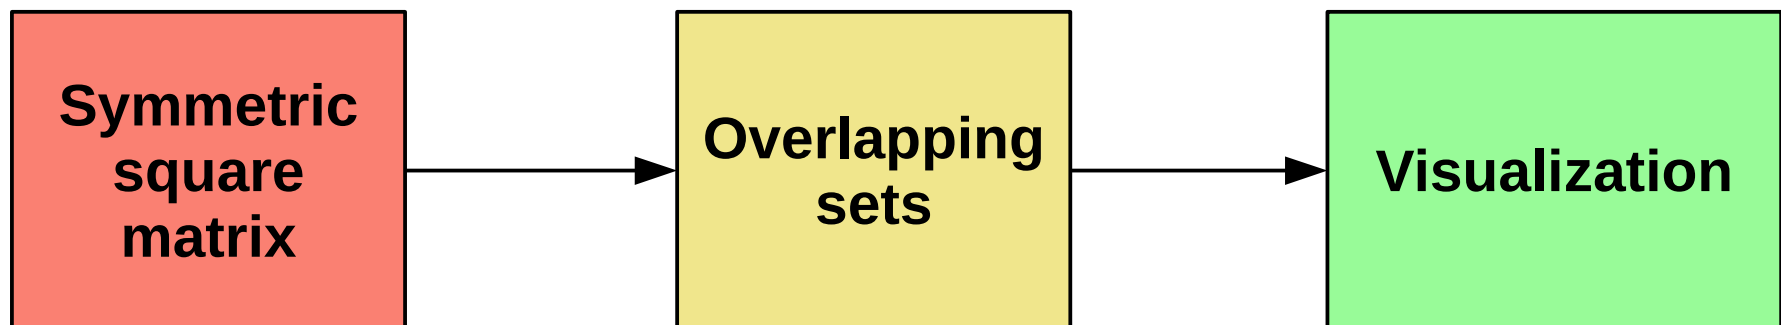 Symmetric
square
matrix
Overlapping
sets
Visualization